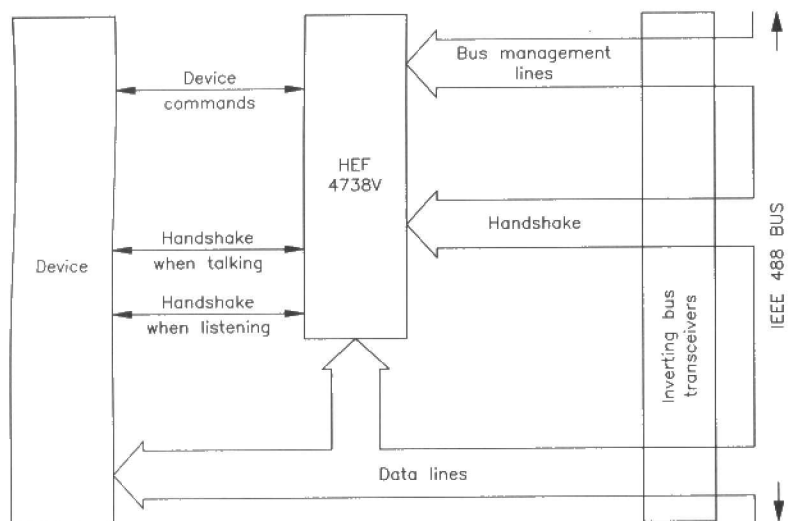 Bus management
lines
Device
commands
HEF
4738V
Handshake
Handshake
when talking
Device
Handshake
when listening
Inverting bus
transceivers
IEEE 488 BUS
Data lines